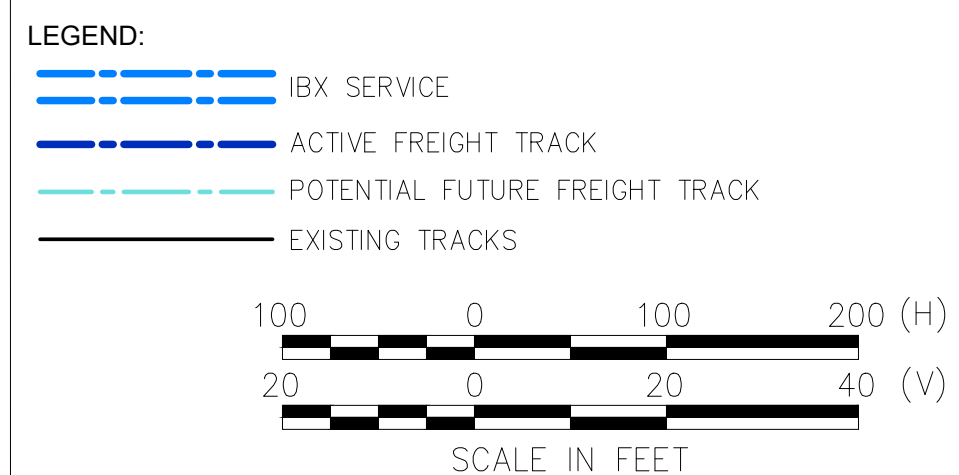 LEGEND:
IBX SERVICE
ACTIVE FREIGHT TRACK
POTENTIAL FUTURE FREIGHT TRACK
EXISTING TRACKS
100 0 100 200 (H)
20 0 20 40 (V)
SCALE IN FEET